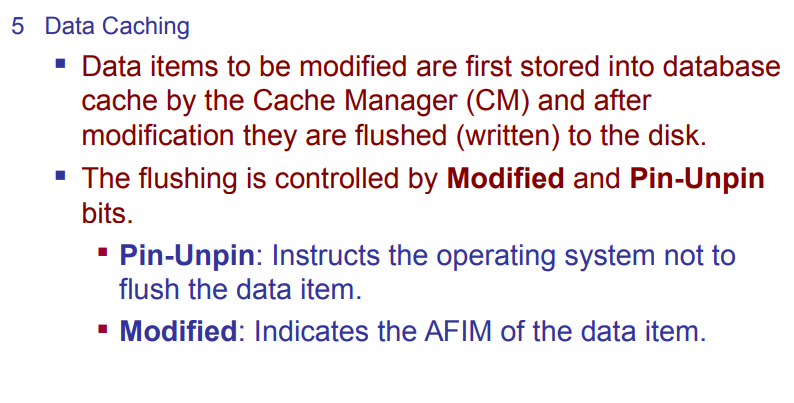 5 Data Caching
▪ Data items to be modified are first stored into database
cache by the Cache Manager (CM) and after
modification they are flushed (written) to the disk.
▪ The flushing is controlled by Modified and Pin-Unpin
bits.
▪ Pin-Unpin: Instructs the operating system not to
flush the data item.
▪ Modified: Indicates the AFIM of the data item.